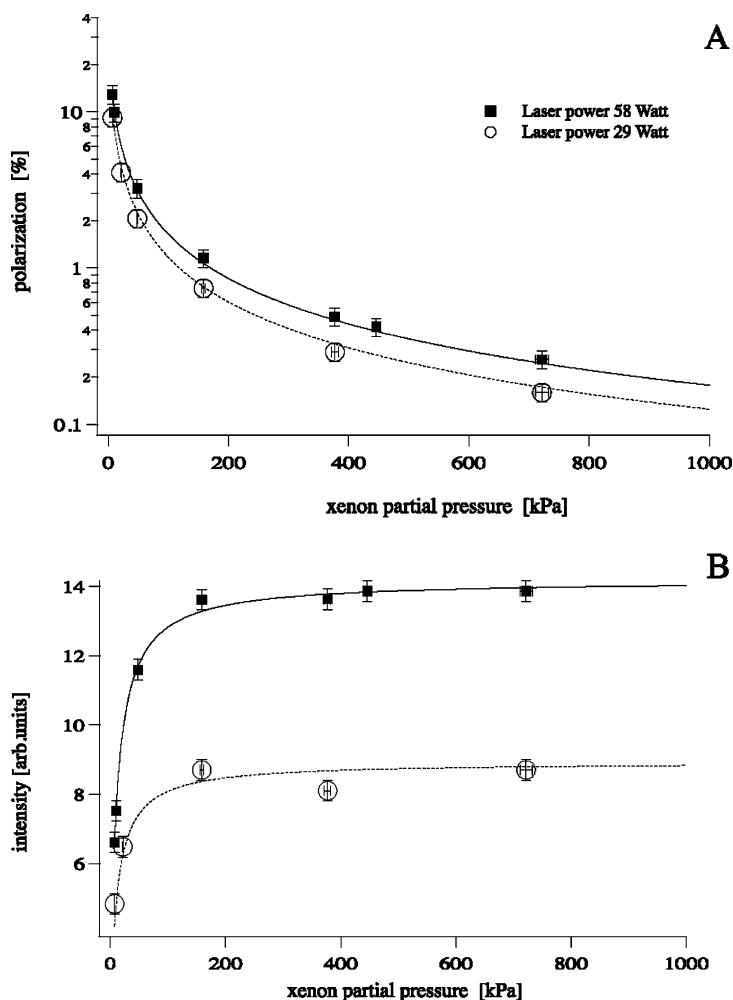 A
4
2
10
8
6
4
2
1
8
6
4
2
0.1
polarization [%]
Laser power 58 Watt
Laser power 29 Watt
0 200 400 600 800 1000
xenon partial pressure [kPa]
B
14
12
10
8
6
intensity [arb.units]
0 200 400 600 800 1000
xenon partial pressure [kPa]